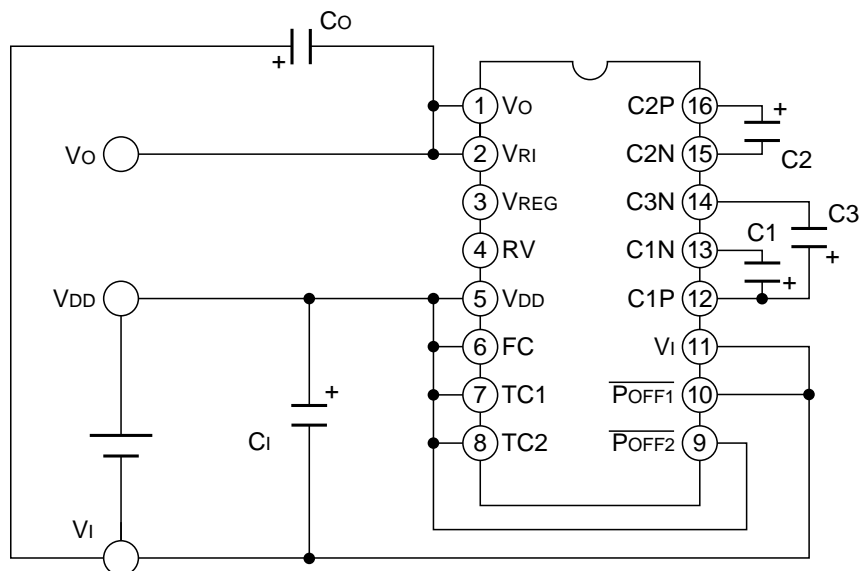 CO
+
1 VO
C2P 16
+
VO
2 VRI
C2N 15
C2
3 VREG
C3N 14
C3
4 RV
C1N 13
C1
+
VDD
5 VDD
C1P 12
+
6 FC
VI 11
+
7 TC1
POFF1 10
CI
8 TC2
POFF2 9
VI